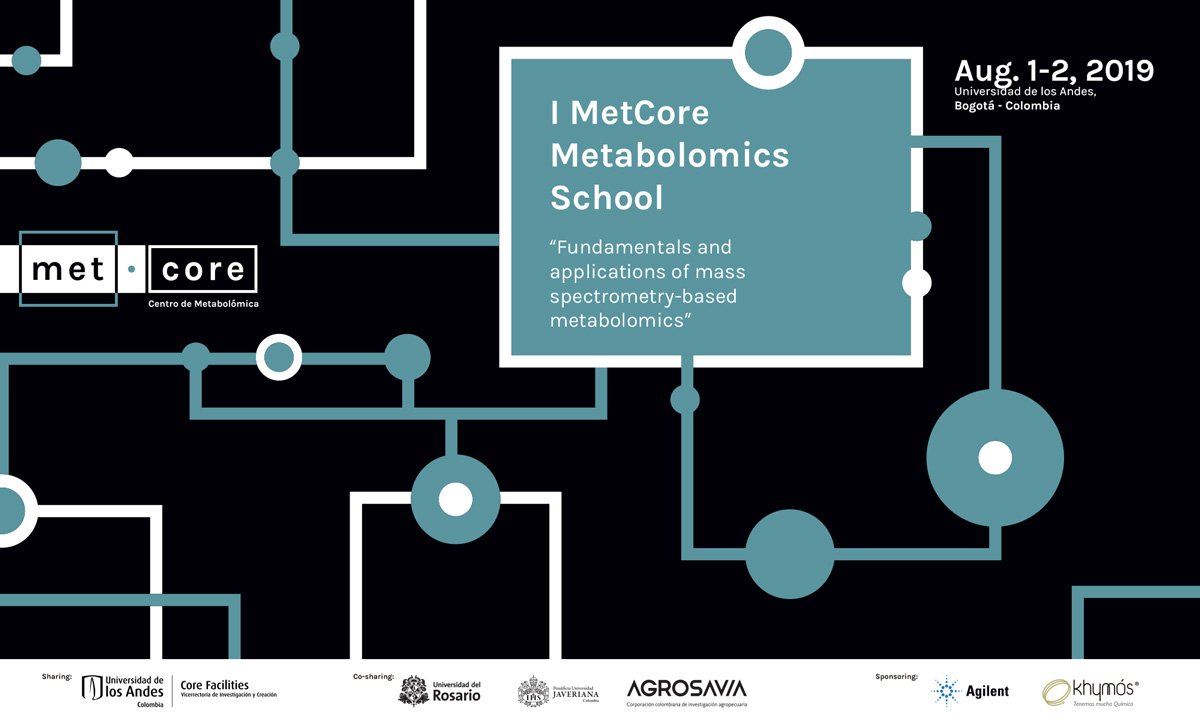 Aug. 1-2, 2019
Universidad de los Andes,
Bogotá - Colombia
I MetCore
Metabolomics
School
“Fundamentals and
applications of mass
spectrometry-based
metabolomics”
met · core
Centro de Metabolómica
Sharing:
Universidad de
los Andes
Colombia
Core Facilities
Vicerrectoría de Investigación y Creación
Co-sharing:
Universidad del
Rosario
IHS
Pontificia Universidad
JAVERIANA
Colombia
AGROSAVIA
Corporación colombiana de investigación agropecuaria
Sponsoring:
Agilent
khymós®
Tenemos mucha Química